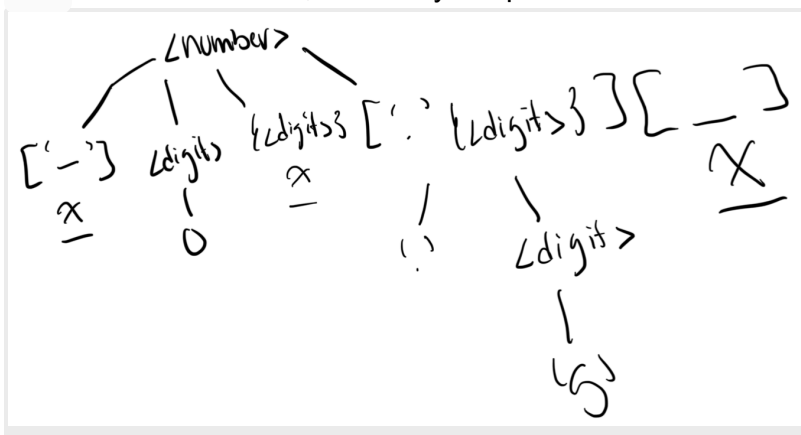 <number>
['-'] <digit> {<digit>} ['.' {<digit>}] [ _ ]
x 0 x '.' <digit> x
'5'